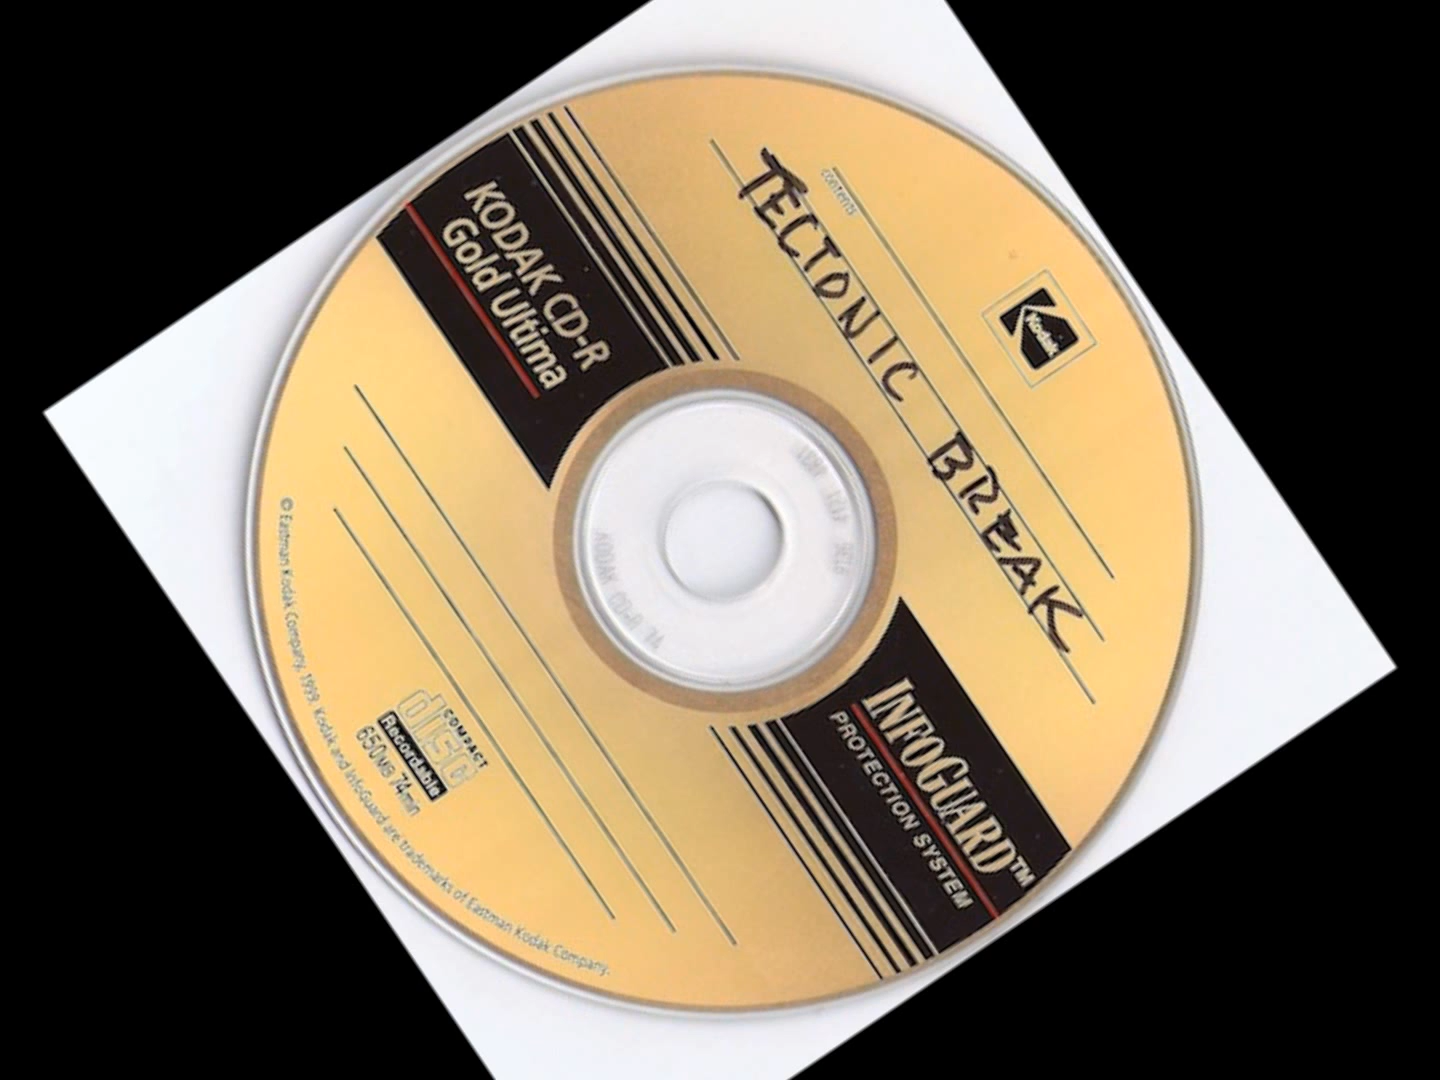 contents
TECTONIC BREAK
Kodak
KODAK CD-R
Gold Ultima
INFOGUARD™
PROTECTION SYSTEM
COMPACT
disc
Recordable
650MB 74min
© Eastman Kodak Company, 1999. Kodak and InfoGuard are trademarks of Eastman Kodak Company.
KODAK CD-R 74